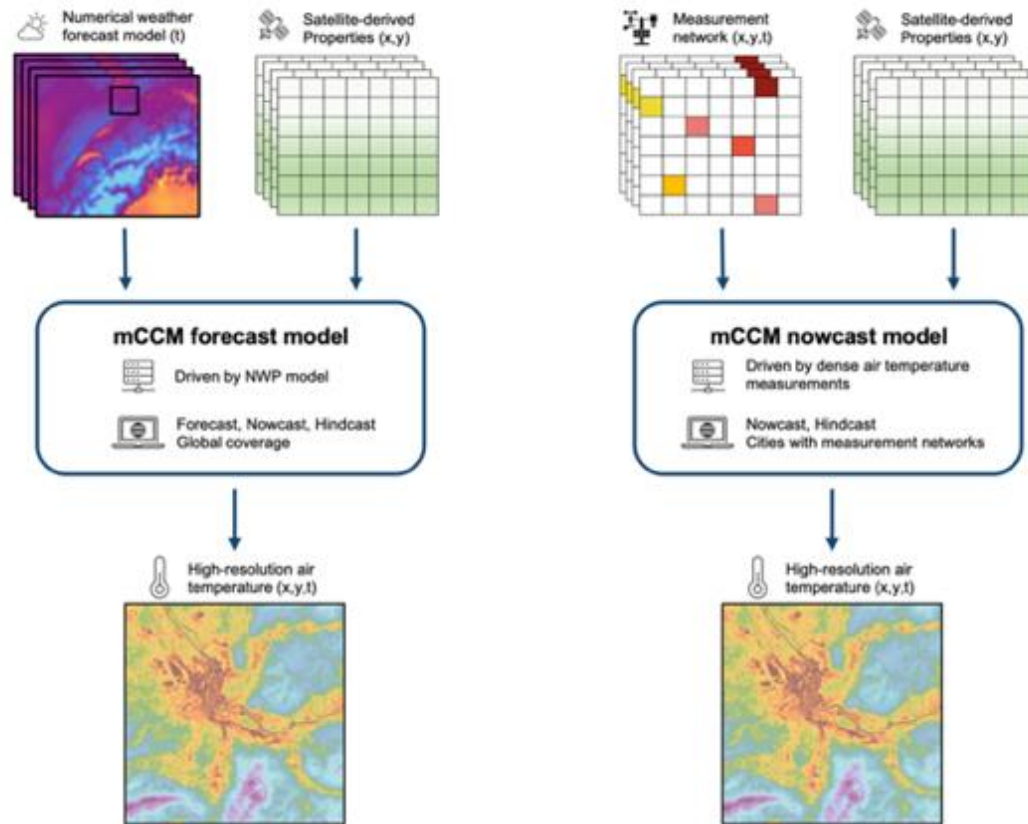 Numerical weather
forecast model (t)
Satellite-derived
Properties (x,y)
Measurement
network (x,y,t)
Satellite-derived
Properties (x,y)
mCCM forecast model
Driven by NWP model
Forecast, Nowcast, Hindcast
Global coverage
mCCM nowcast model
Driven by dense air temperature
measurements
Nowcast, Hindcast
Cities with measurement networks
High-resolution air
temperature (x,y,t)
High-resolution air
temperature (x,y,t)